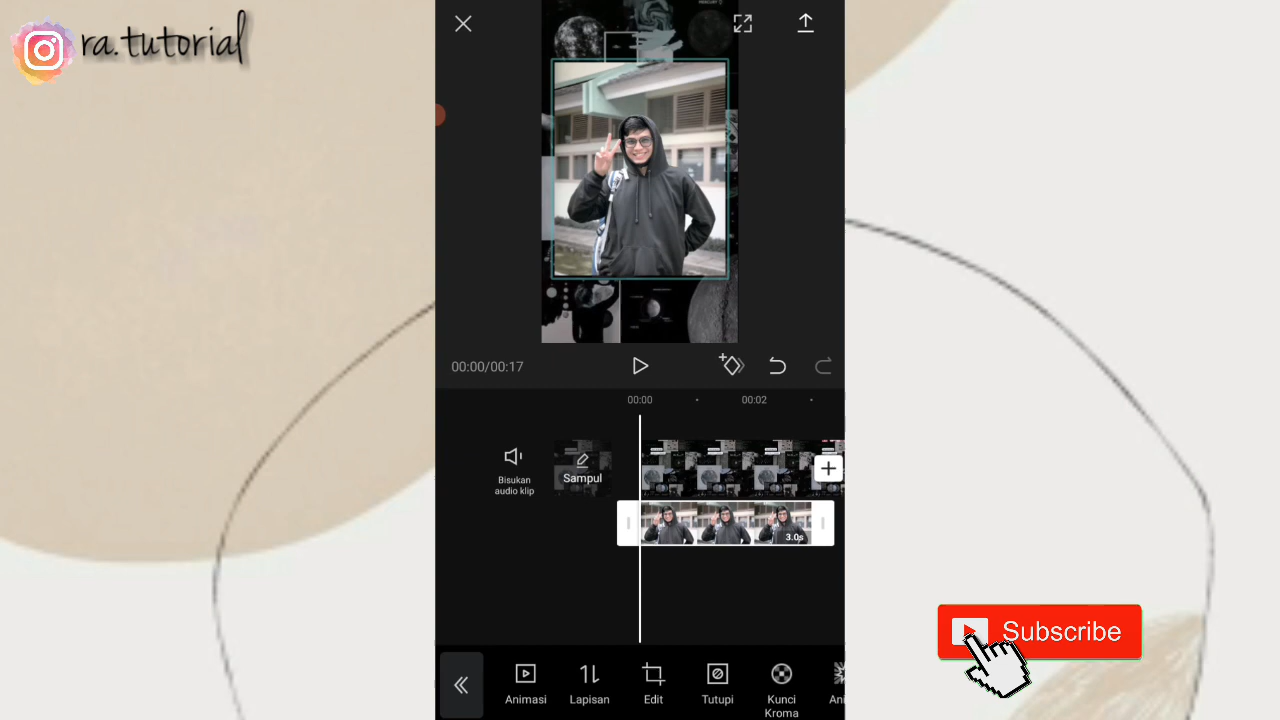 ra.tutorial
00:00/00:17
00:00
00:02
Bisukan
audio klip
Sampul
3.0s
Subscribe
Animasi
Lapisan
Edit
Tutupi
Kunci
Kroma
Ani